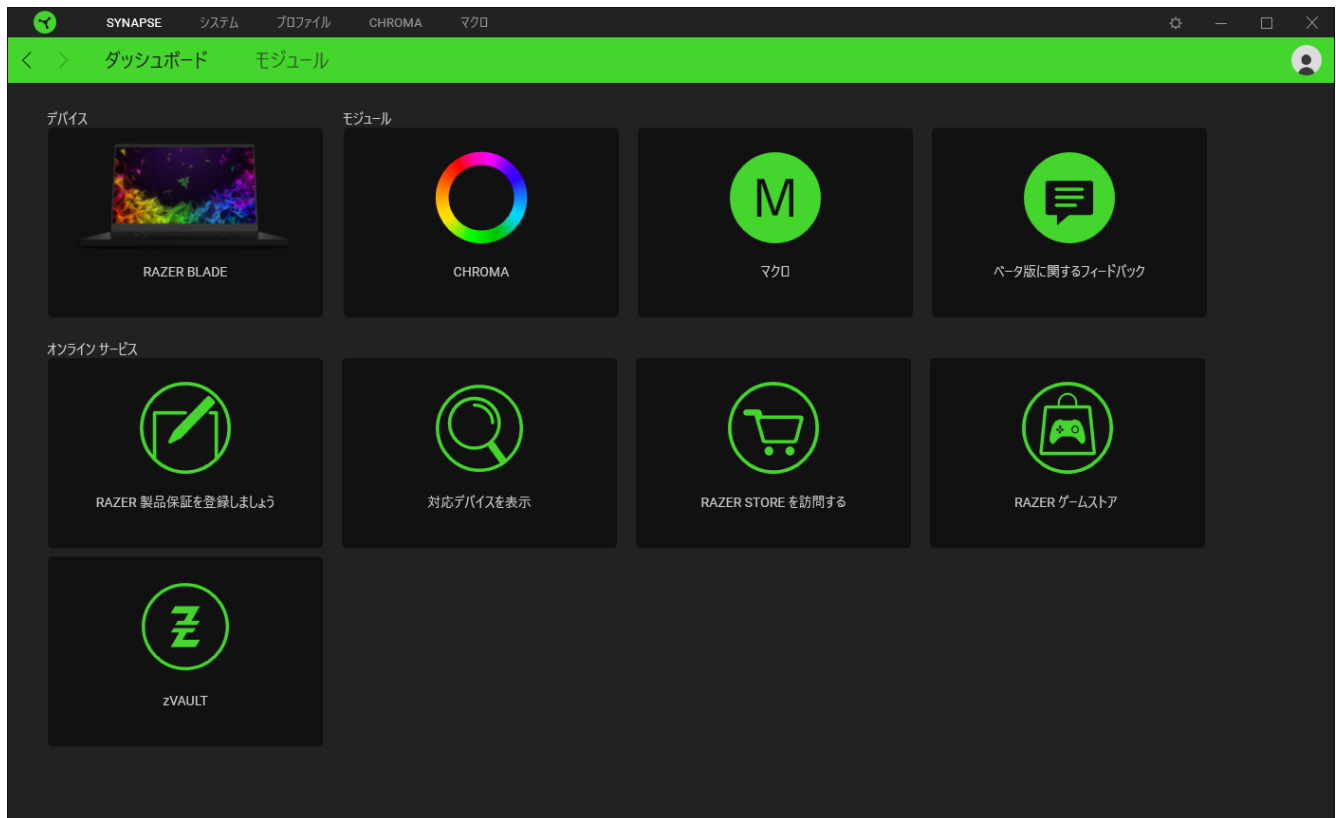 SYNAPSE システム プロファイル CHROMA マクロ
ダッシュボード モジュール
デバイス モジュール
M
RAZER BLADE CHROMA マクロ ベータ版に関するフィードバック
オンライン サービス
RAZER 製品保証を登録しましょう 対応デバイスを表示 RAZER STORE を訪問する RAZER ゲームストア
zVAULT